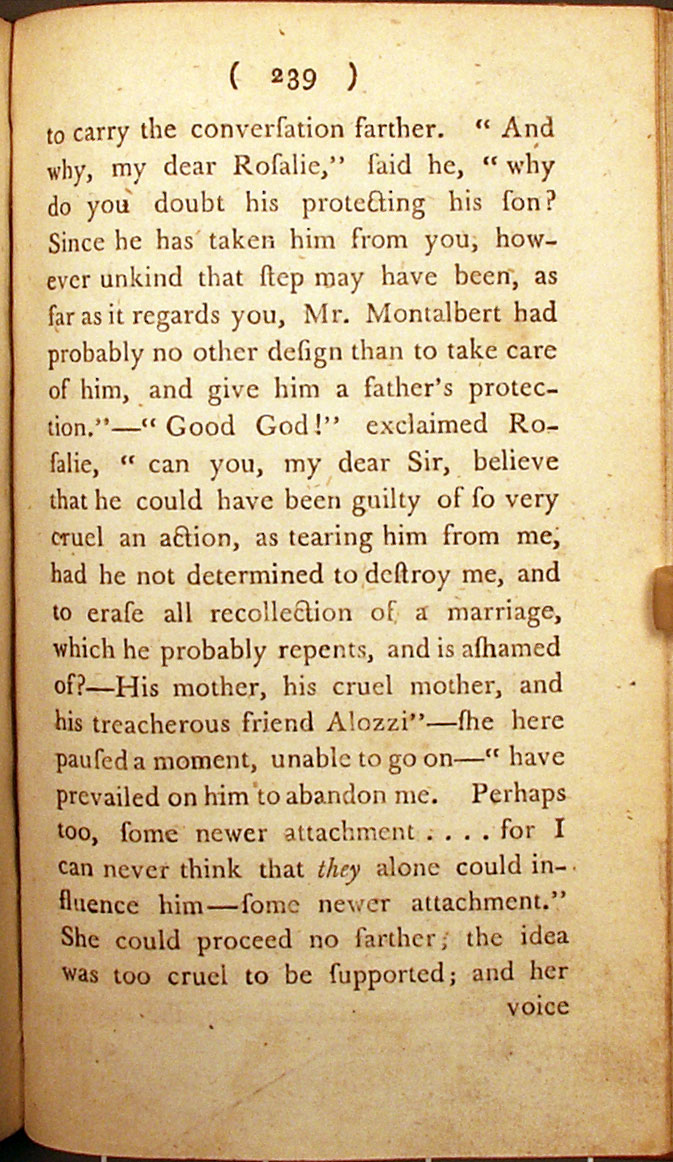 ( 239 )
to carry the converſation farther. “ And
why, my dear Roſalie,” ſaid he, “ why
do you doubt his protecting his ſon?
Since he has taken him from you, how-
ever unkind that ſtep may have been, as
far as it regards you, Mr. Montalbert had
probably no other deſign than to take care
of him, and give him a father’s protec-
tion.”—“ Good God!” exclaimed Ro-
ſalie, “ can you, my dear Sir, believe
that he could have been guilty of ſo very
cruel an action, as tearing him from me,
had he not determined to deſtroy me, and
to eraſe all recollection of a marriage,
which he probably repents, and is aſhamed
of?—His mother, his cruel mother, and
his treacherous friend Alozzi”—ſhe here
pauſed a moment, unable to go on—“ have
prevailed on him to abandon me. Perhaps
too, ſome newer attachment . . . . for I
can never think that they alone could in-
fluence him—ſome newer attachment.”
She could proceed no farther; the idea
was too cruel to be ſupported; and her
voice